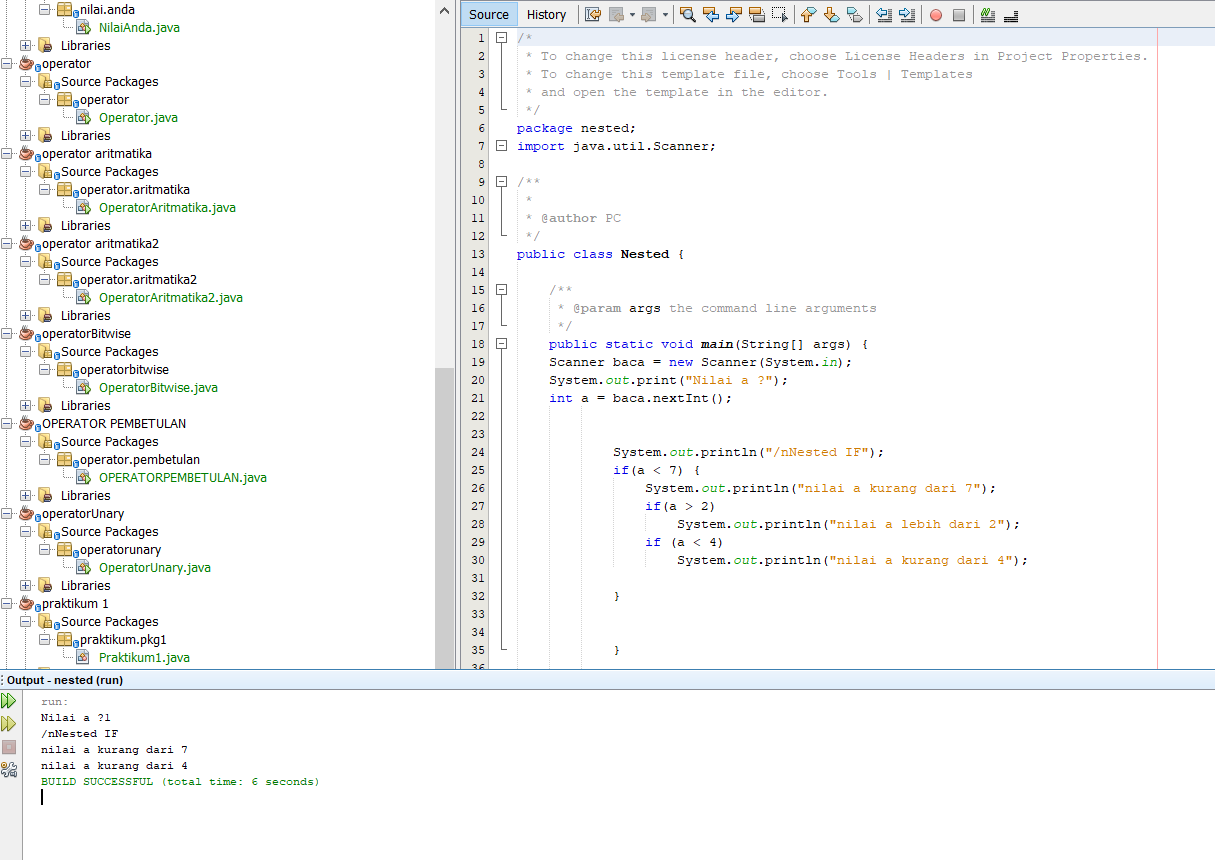 nilai.anda
NilaiAnda.java
Libraries
operator
Source Packages
operator
Operator.java
Libraries
operator aritmatika
Source Packages
operator.aritmatika
OperatorAritmatika.java
Libraries
operator aritmatika2
Source Packages
operator.aritmatika2
OperatorAritmatika2.java
Libraries
operatorBitwise
Source Packages
operatorbitwise
OperatorBitwise.java
Libraries
OPERATOR PEMBETULAN
Source Packages
operator.pembetulan
OPERATORPEMBETULAN.java
Libraries
operatorUnary
Source Packages
operatorunary
OperatorUnary.java
Libraries
praktikum 1
Source Packages
praktikum.pkg1
Praktikum1.java
Source History
1 /*
2 * To change this license header, choose License Headers in Project Properties.
3 * To change this template file, choose Tools | Templates
4 * and open the template in the editor.
5 */
6 package nested;
7 import java.util.Scanner;
8
9 /**
10 *
11 * @author PC
12 */
13 public class Nested {
14
15 /**
16 * @param args the command line arguments
17 */
18 public static void main(String[] args) {
19 Scanner baca = new Scanner(System.in);
20 System.out.print("Nilai a ?");
21 int a = baca.nextInt();
22
23
24 System.out.println("/nNested IF");
25 if(a < 7) {
26 System.out.println("nilai a kurang dari 7");
27 if(a > 2)
28 System.out.println("nilai a lebih dari 2");
29 if (a < 4)
30 System.out.println("nilai a kurang dari 4");
31
32 }
33
34
35 }
36
Output - nested (run)
run:
Nilai a ?1
/nNested IF
nilai a kurang dari 7
nilai a kurang dari 4
BUILD SUCCESSFUL (total time: 6 seconds)